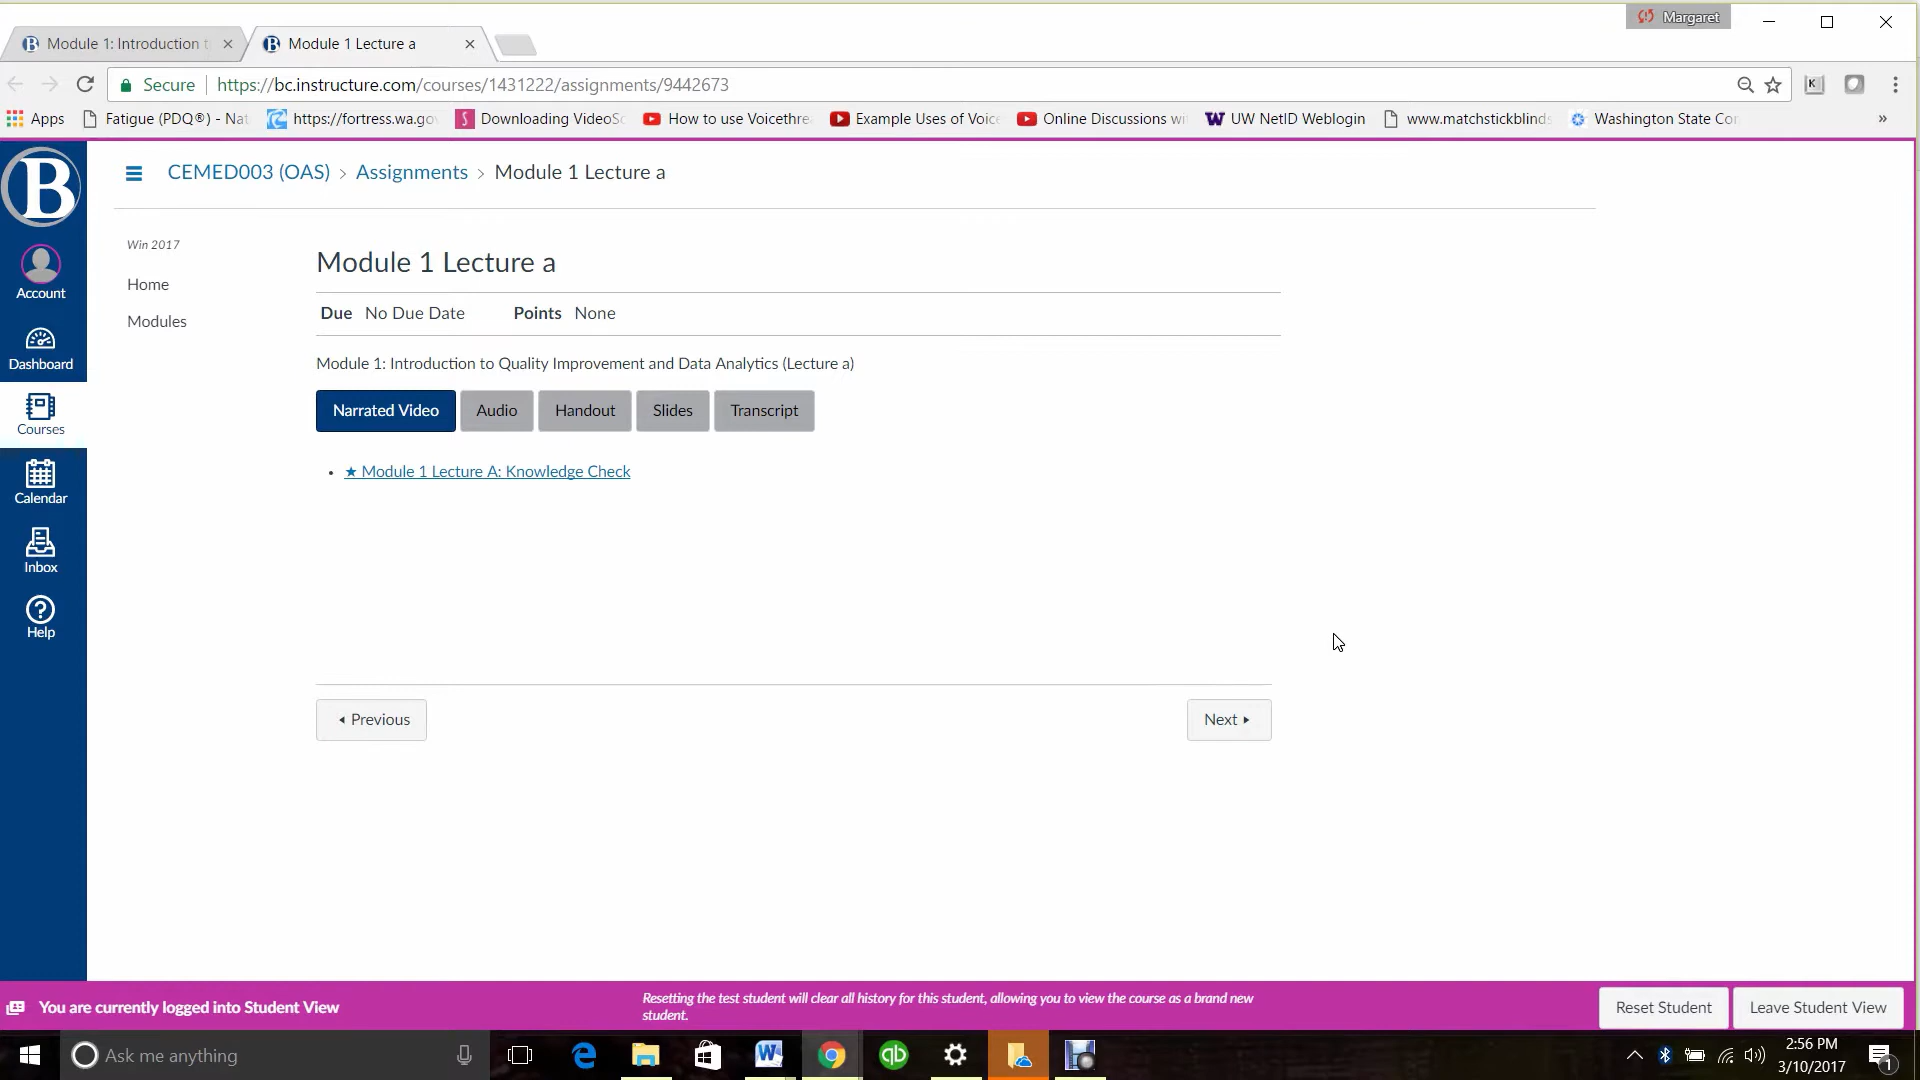 Margaret
Module 1: Introduction t
Module 1 Lecture a
Secure https://bc.instructure.com/courses/1431222/assignments/9442673
Apps Fatigue (PDQ®) - Nat https://fortress.wa.go Downloading VideoSc How to use Voicethre Example Uses of Voice Online Discussions wi UW NetID Weblogin www.matchstickblinds Washington State Co »
B
CEMED003 (OAS) > Assignments > Module 1 Lecture a
Account
Dashboard
Courses
Calendar
Inbox
Help
Win 2017
Home
Modules
Module 1 Lecture a
Due No Due Date Points None
Module 1: Introduction to Quality Improvement and Data Analytics (Lecture a)
Narrated Video Audio Handout Slides Transcript
★ Module 1 Lecture A: Knowledge Check
Previous Next
You are currently logged into Student View
Resetting the test student will clear all history for this student, allowing you to view the course as a brand new
student.
Reset Student Leave Student View
Ask me anything
2:56 PM
3/10/2017
1